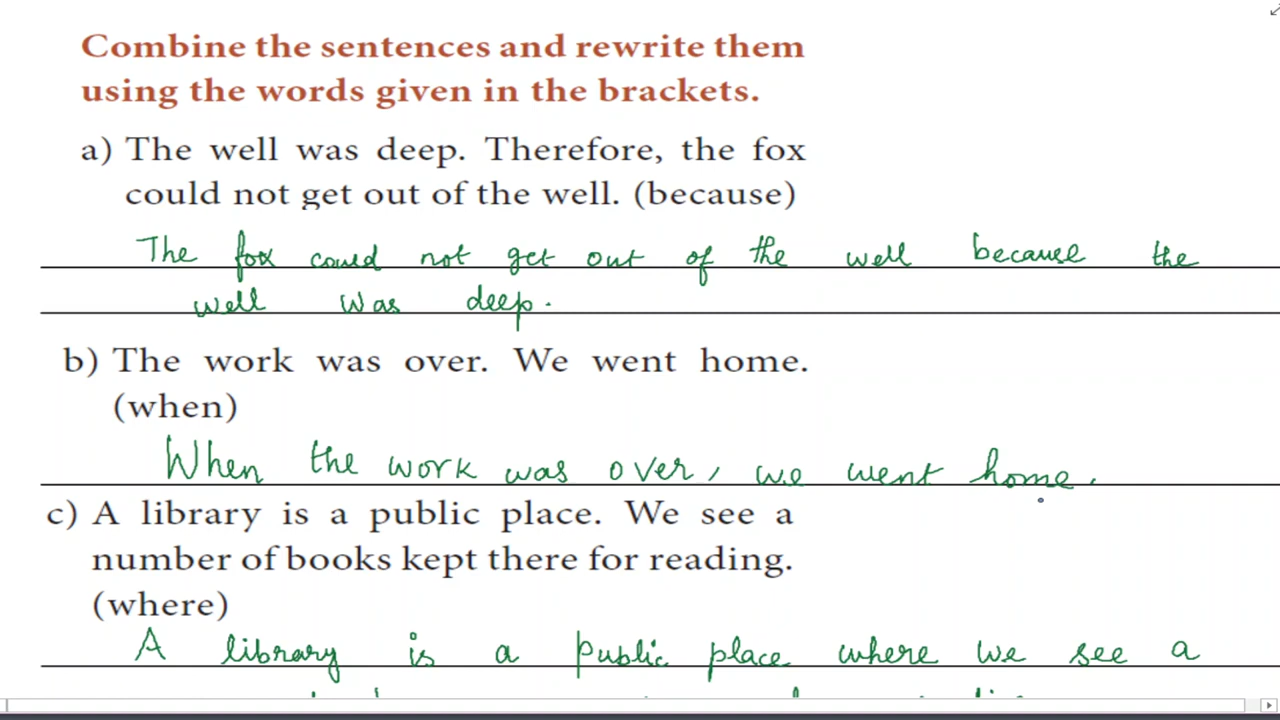 Combine the sentences and rewrite them
using the words given in the brackets.
a) The well was deep. Therefore, the fox
could not get out of the well. (because)
The fox could not get out of the well because the
well was deep.
b) The work was over. We went home.
(when)
When the work was over, we went home.
c) A library is a public place. We see a
number of books kept there for reading.
(where)
A library is a public place where we see a